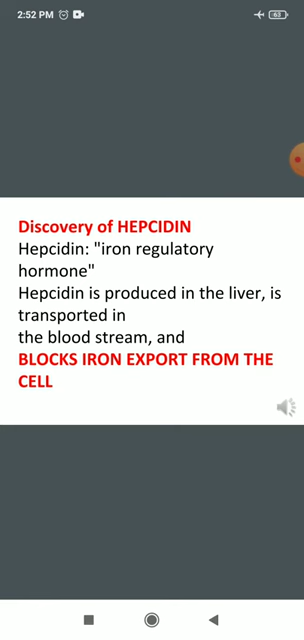 2:52 PM
63
Discovery of HEPCIDIN
Hepcidin: "iron regulatory
hormone"
Hepcidin is produced in the liver, is
transported in
the blood stream, and
BLOCKS IRON EXPORT FROM THE
CELL